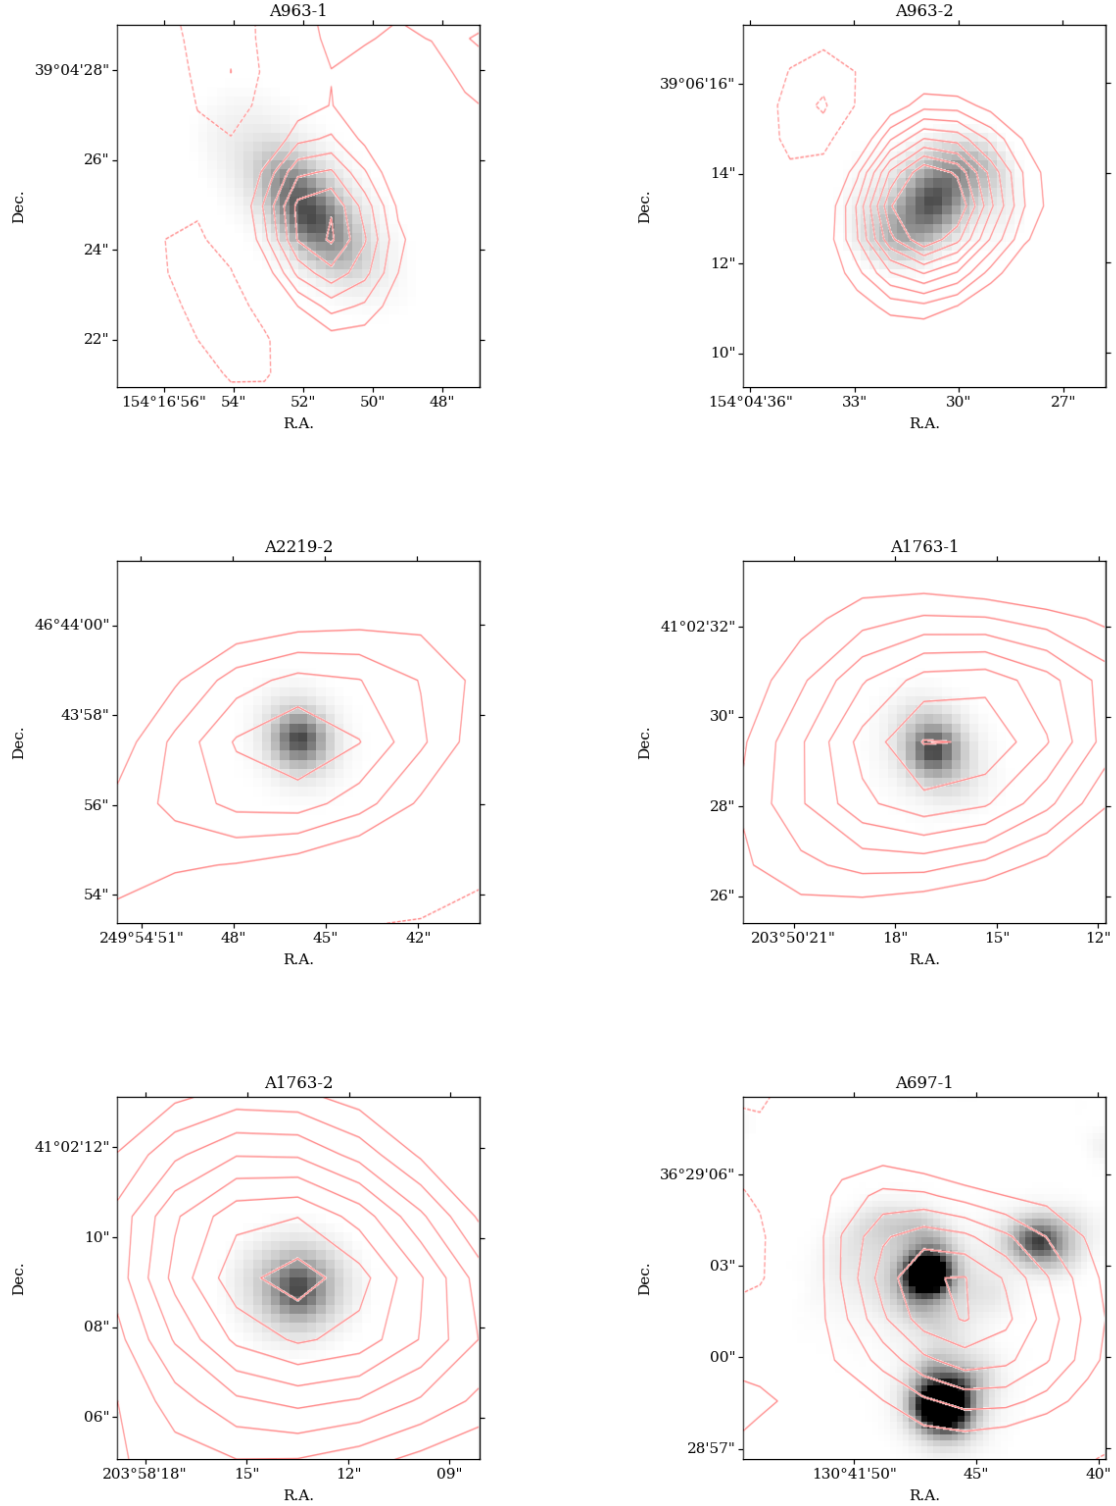 A963-1
39°04'28"
26"
24"
22"
Dec.
154°16'56" 54" 52" 50" 48"
R.A.
A963-2
39°06'16"
14"
12"
10"
Dec.
154°04'36" 33" 30" 27"
R.A.
A2219-2
46°44'00"
43'58"
56"
54"
Dec.
249°54'51" 48" 45" 42"
R.A.
A1763-1
41°02'32"
30"
28"
26"
Dec.
203°50'21" 18" 15" 12"
R.A.
A1763-2
41°02'12"
10"
08"
06"
Dec.
203°58'18" 15" 12" 09"
R.A.
A697-1
36°29'06"
03"
00"
28'57"
Dec.
130°41'50" 45" 40"
R.A.